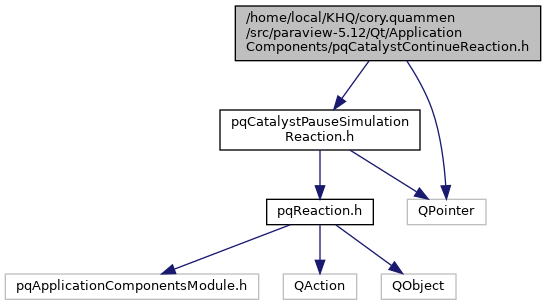 /home/local/KHQ/cory.quammen
/src/paraview-5.12/Qt/Application
Components/pqCatalystContinueReaction.h
pqCatalystPauseSimulation
Reaction.h
pqReaction.h
QPointer
pqApplicationComponentsModule.h
QAction
QObject